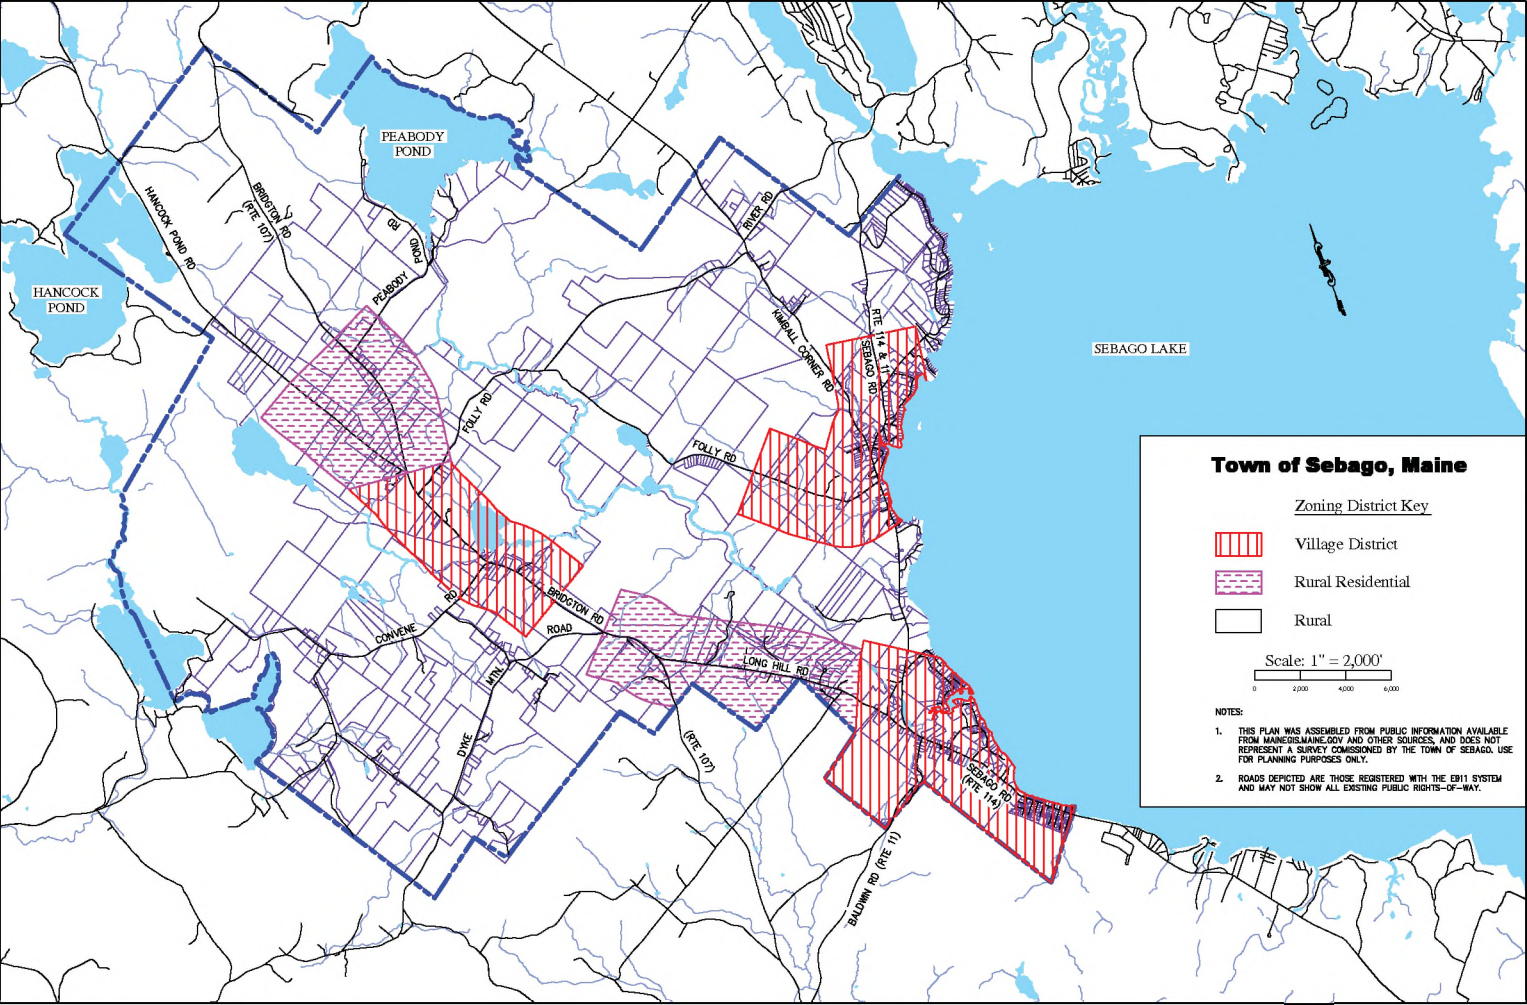 PEABODY
POND
HANCOCK POND RD
BRIDGTON RD
(RTE 107)
RIVER RD
POND
RD
PEABODY
HANCOCK
POND
KIMBALL CORNER RD
RTE 114 & 11
SEBAGO RD
SEBAGO LAKE
FOLLY RD
FOLLY RD
Town of Sebago, Maine
Zoning District Key
Village District
Rural Residential
Rural
Scale: 1" = 2,000'
0 2,000 4,000 6,000
NOTES:
1. THIS PLAN WAS ASSEMBLED FROM PUBLIC INFORMATION AVAILABLE
FROM MAINEGIS.MAINE.GOV AND OTHER SOURCES, AND DOES NOT
REPRESENT A SURVEY COMISSIONED BY THE TOWN OF SEBAGO. USE
FOR PLANNING PURPOSES ONLY.
2. ROADS DEPICTED ARE THOSE REGISTERED WITH THE E911 SYSTEM
AND MAY NOT SHOW ALL EXISTING PUBLIC RIGHTS-OF-WAY.
BRIDGTON RD
CONVENE
RD
ROAD
LONG HILL RD
MTN.
DYKE
(RTE 107)
SEBAGO RD
(RTE 114)
BALDWIN RD (RTE 11)